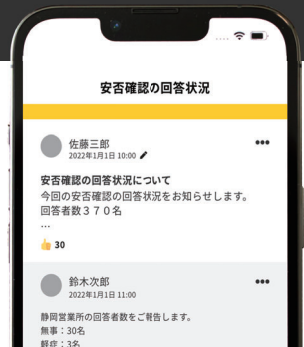 安否確認の回答状況
佐藤三郎
2022年1月1日 10:00
安否確認の回答状況について
今回の安否確認の回答状況をお知らせします。
回答者数３７０名
…
30
鈴木次郎
2022年1月1日 11:00
静岡営業所の回答者数をご報告します。
無事：30名
軽症：3名